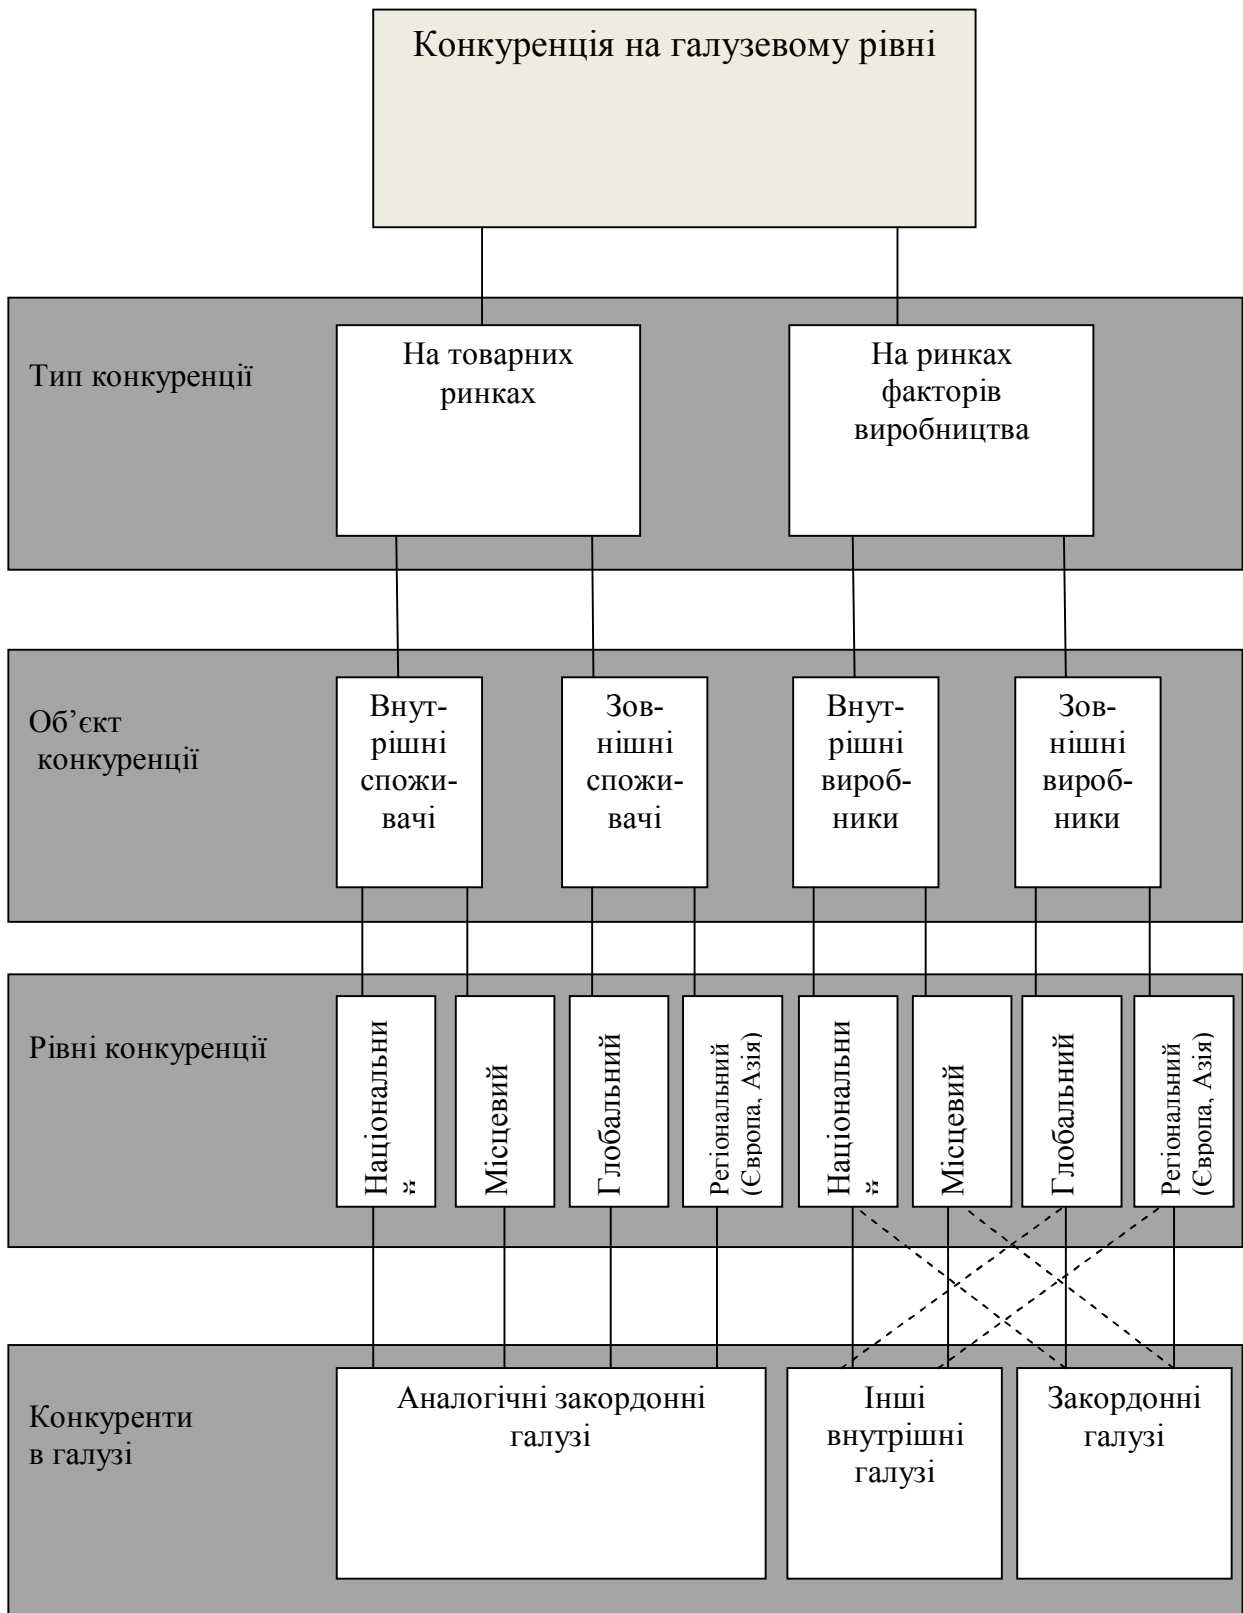 Конкуренція на галузевому рівні
Тип конкуренції
На товарних
ринках
На ринках
факторів
виробництва
Об’єкт
конкуренції
Внут-
рішні
спожи-
вачі
Зов-
нішні
спожи-
вачі
Внут-
рішні
вироб-
ники
Зов-
нішні
вироб-
ники
Рівні конкуренції
Національни
й
Місцевий
Глобальний
Регіональний
(Європа, Азія)
Національни
й
Місцевий
Глобальний
Регіональний
(Європа, Азія)
Конкуренти
в галузі
Аналогічні закордонні
галузі
Інші
внутрішні
галузі
Закордонні
галузі